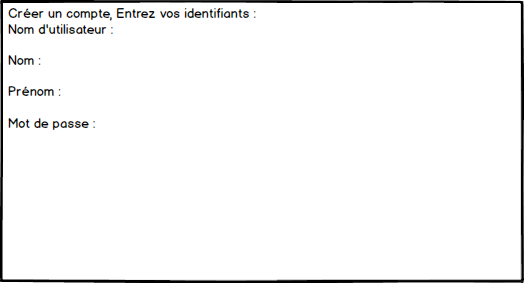 Créer un compte, Entrez vos identifiants :
Nom d'utilisateur :
Nom :
Prénom :
Mot de passe :